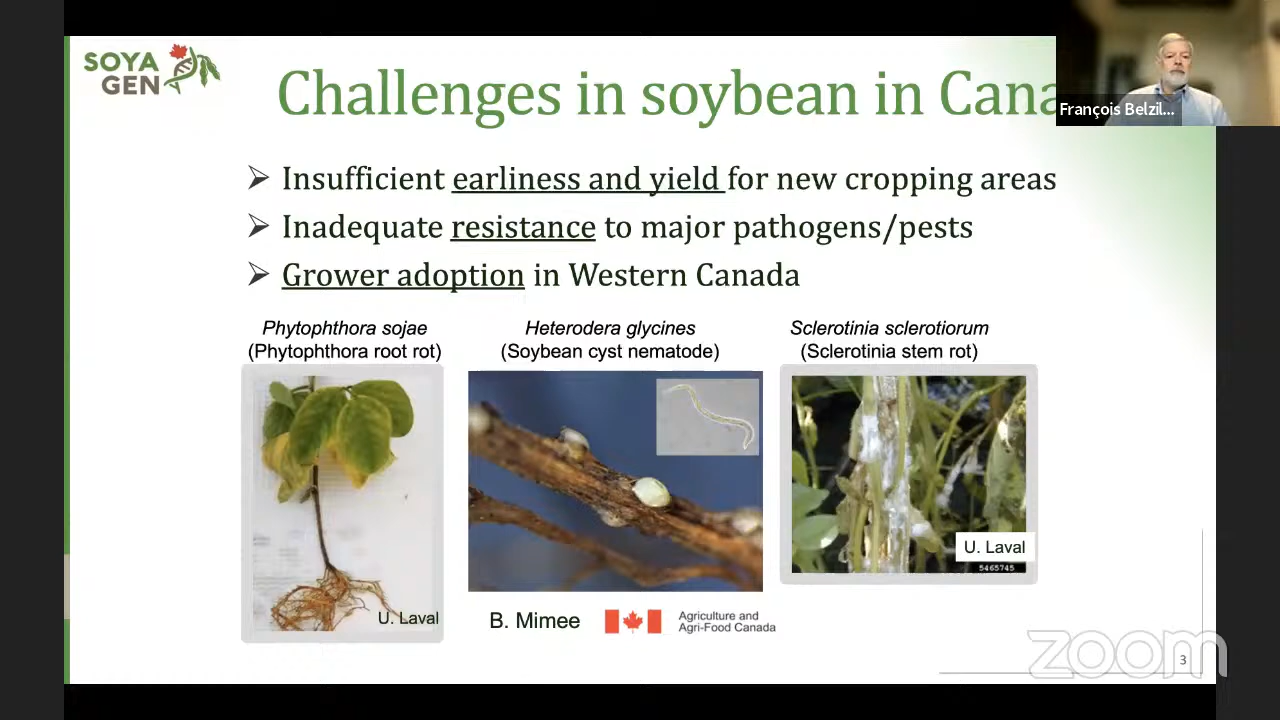 SOYA
GEN
Challenges in soybean in Cana
François Belzil...
Insufficient earliness and yield for new cropping areas
Inadequate resistance to major pathogens/pests
Grower adoption in Western Canada
Phytophthora sojae
(Phytophthora root rot)
Heterodera glycines
(Soybean cyst nematode)
Sclerotinia sclerotiorum
(Sclerotinia stem rot)
U. Laval
B. Mimee
Agriculture and
Agri-Food Canada
U. Laval
5465745
zoom
3